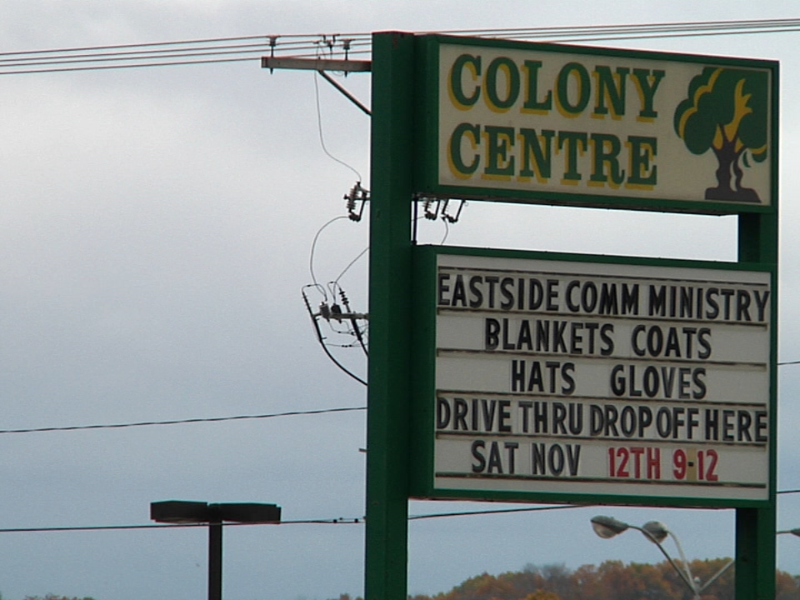 COLONY
CENTRE
EASTSIDE COMM MINISTRY
BLANKETS COATS
HATS GLOVES
DRIVE THRU DROP OFF HERE
SAT NOV 12TH 9-12